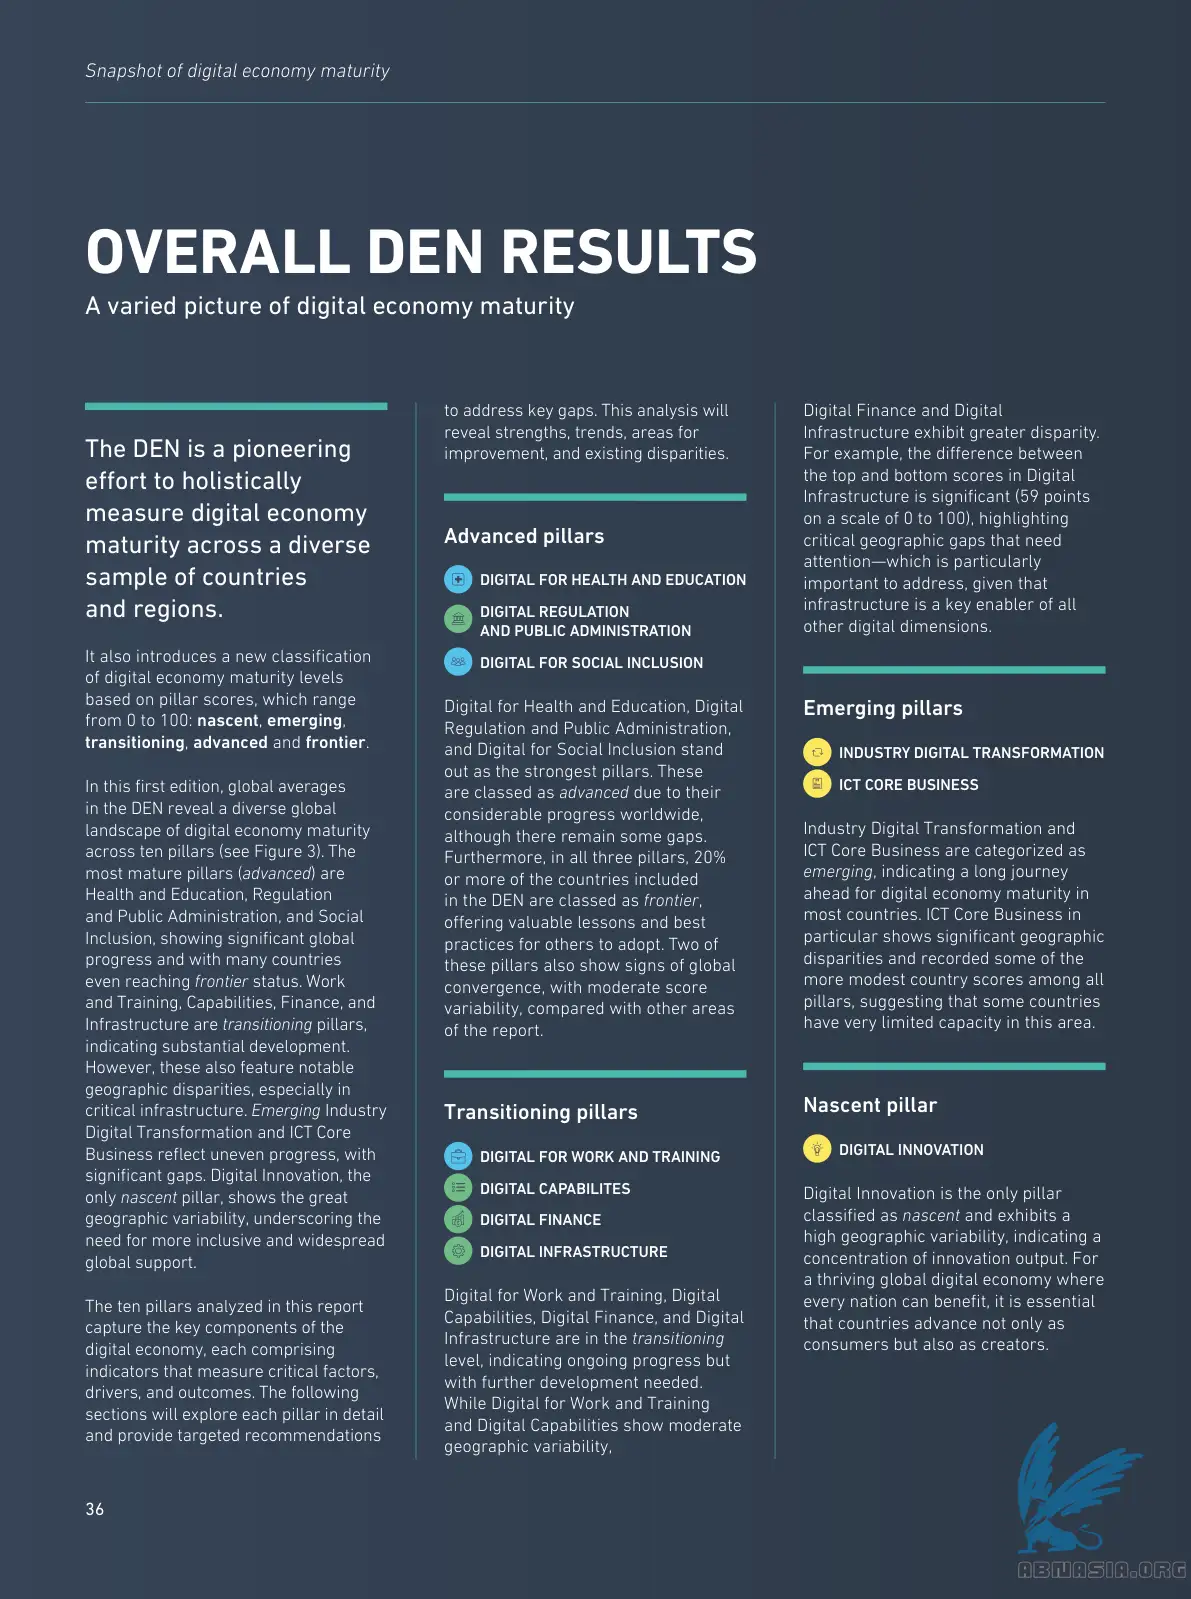 Snapshot of digital economy maturity
OVERALL DEN RESULTS
A varied picture of digital economy maturity
The DEN is a pioneering
effort to holistically
measure digital economy
maturity across a diverse
sample of countries
and regions.
It also introduces a new classification
of digital economy maturity levels
based on pillar scores, which range
from 0 to 100: nascent, emerging,
transitioning, advanced and frontier.
In this first edition, global averages
in the DEN reveal a diverse global
landscape of digital economy maturity
across ten pillars (see Figure 3). The
most mature pillars (advanced) are
Health and Education, Regulation
and Public Administration, and Social
Inclusion, showing significant global
progress and with many countries
even reaching frontier status. Work
and Training, Capabilities, Finance, and
Infrastructure are transitioning pillars,
indicating substantial development.
However, these also feature notable
geographic disparities, especially in
critical infrastructure. Emerging Industry
Digital Transformation and ICT Core
Business reflect uneven progress, with
significant gaps. Digital Innovation, the
only nascent pillar, shows the great
geographic variability, underscoring the
need for more inclusive and widespread
global support.
The ten pillars analyzed in this report
capture the key components of the
digital economy, each comprising
indicators that measure critical factors,
drivers, and outcomes. The following
sections will explore each pillar in detail
and provide targeted recommendations
to address key gaps. This analysis will
reveal strengths, trends, areas for
improvement, and existing disparities.
Advanced pillars
DIGITAL FOR HEALTH AND EDUCATION
DIGITAL REGULATION
AND PUBLIC ADMINISTRATION
DIGITAL FOR SOCIAL INCLUSION
Digital for Health and Education, Digital
Regulation and Public Administration,
and Digital for Social Inclusion stand
out as the strongest pillars. These
are classed as advanced due to their
considerable progress worldwide,
although there remain some gaps.
Furthermore, in all three pillars, 20%
or more of the countries included
in the DEN are classed as frontier,
offering valuable lessons and best
practices for others to adopt. Two of
these pillars also show signs of global
convergence, with moderate score
variability, compared with other areas
of the report.
Transitioning pillars
DIGITAL FOR WORK AND TRAINING
DIGITAL CAPABILITES
DIGITAL FINANCE
DIGITAL INFRASTRUCTURE
Digital for Work and Training, Digital
Capabilities, Digital Finance, and Digital
Infrastructure are in the transitioning
level, indicating ongoing progress but
with further development needed.
While Digital for Work and Training
and Digital Capabilities show moderate
geographic variability,
Digital Finance and Digital
Infrastructure exhibit greater disparity.
For example, the difference between
the top and bottom scores in Digital
Infrastructure is significant (59 points
on a scale of 0 to 100), highlighting
critical geographic gaps that need
attention—which is particularly
important to address, given that
infrastructure is a key enabler of all
other digital dimensions.
Emerging pillars
INDUSTRY DIGITAL TRANSFORMATION
ICT CORE BUSINESS
Industry Digital Transformation and
ICT Core Business are categorized as
emerging, indicating a long journey
ahead for digital economy maturity in
most countries. ICT Core Business in
particular shows significant geographic
disparities and recorded some of the
more modest country scores among all
pillars, suggesting that some countries
have very limited capacity in this area.
Nascent pillar
DIGITAL INNOVATION
Digital Innovation is the only pillar
classified as nascent and exhibits a
high geographic variability, indicating a
concentration of innovation output. For
a thriving global digital economy where
every nation can benefit, it is essential
that countries advance not only as
consumers but also as creators.
36
ABNASIA.ORG